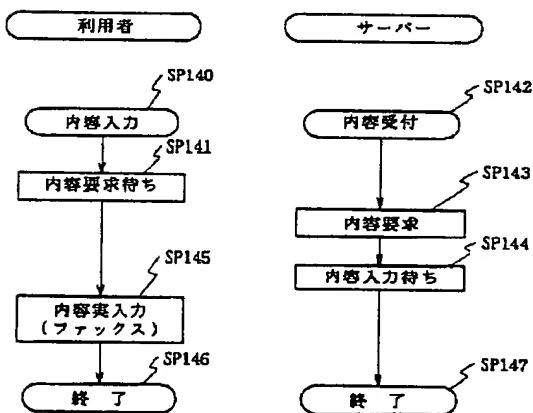 利用者
サーバー
SP140
内容入力
SP142
内容受付
SP141
内容要求待ち
SP143
内容要求
SP144
内容入力待ち
SP145
内容実入力
(ファックス)
SP146
終 了
SP147
終 了